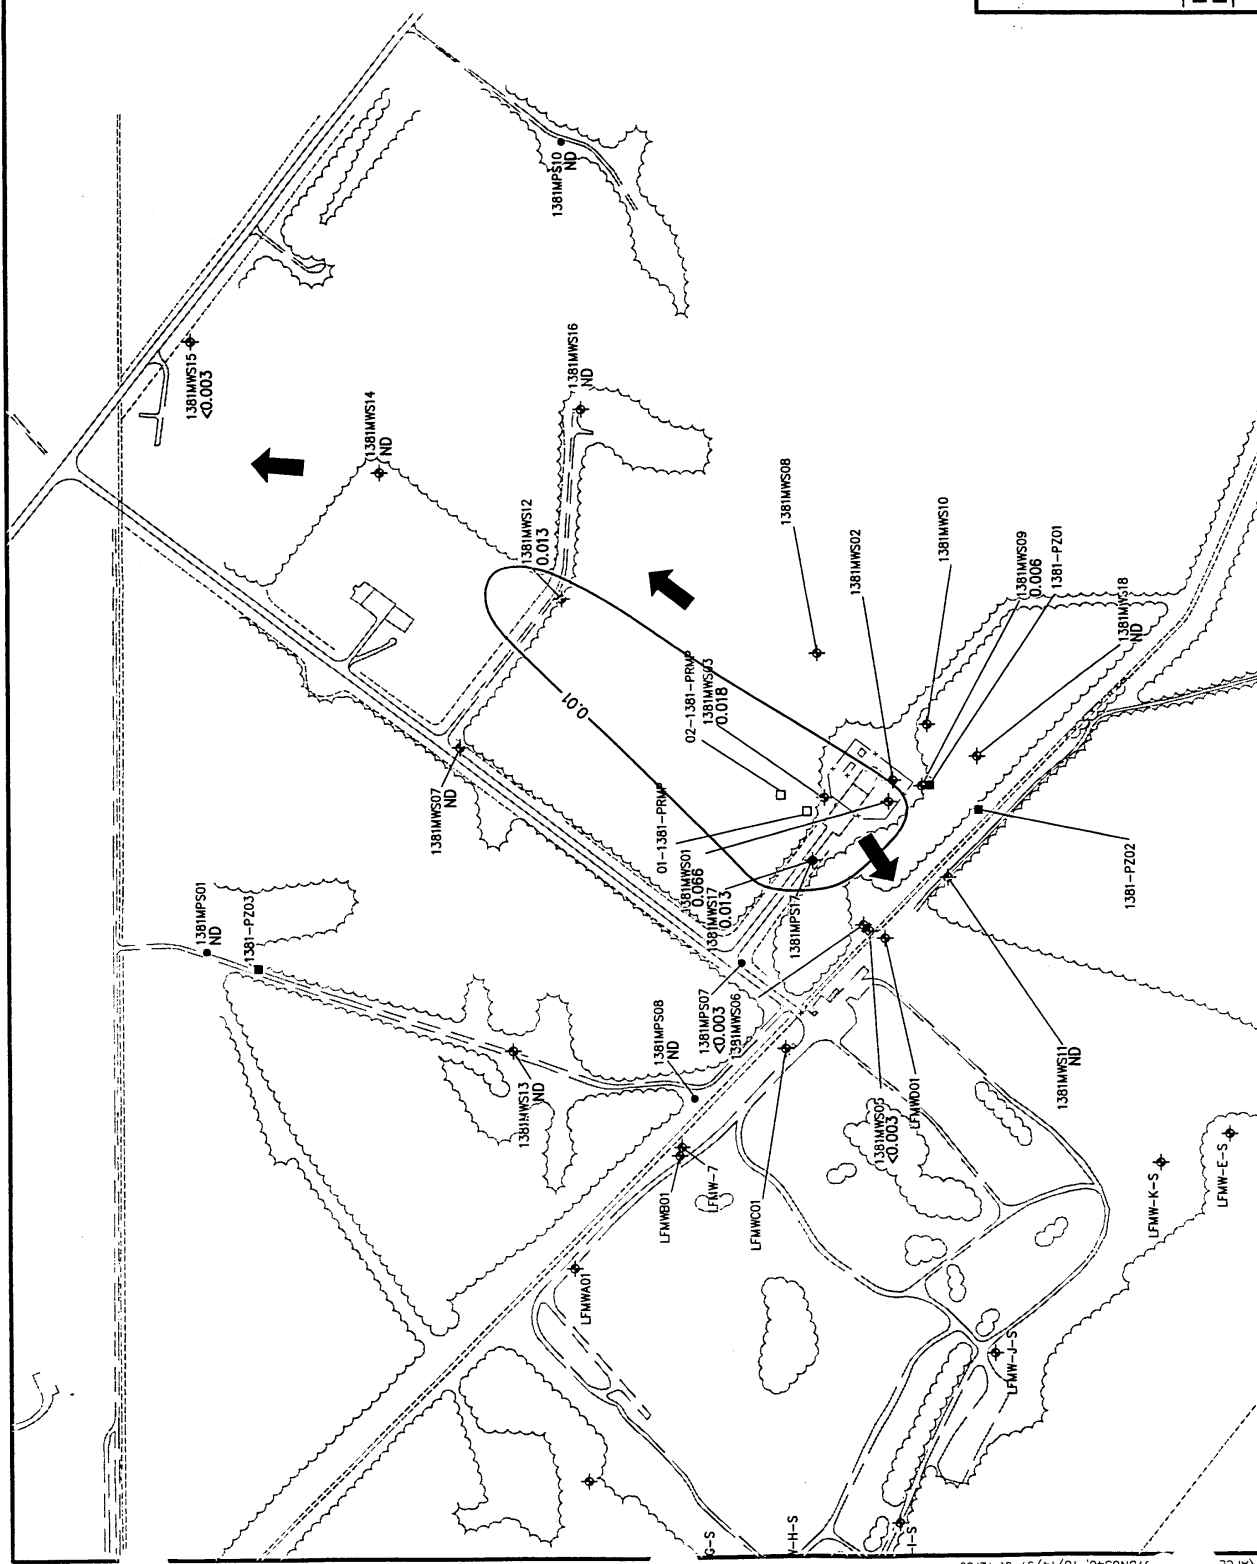 1381MPS10
ND
1381MWS15
<0.003
1381MWS14
ND
1381MWS16
ND
1381MWS12
0.013
1381MWS08
1381MWS02
1381MWS10
1381MWS09
0.006
1381-PZ01
1381MWS18
ND
0.01
02-1381-PRMP
1381MWS03
0.018
1381MWS07
ND
01-1381-PRMP
1381MWS01
0.066
1381MWS17
0.013
1381MPS17
1381-PZ02
1381MPS01
ND
1381-PZ03
1381MPS07
<0.003
1381MWS06
1381MPS08
ND
1381MWS13
ND
1381MWS11
ND
LFMWD01
1381MWS05
<0.003
LFMWB01
LFMW-7
LFMWC01
LFMWA01
LFMW-K-S
LFMW-E-S
LFMW-J-S
G-S
-H-S
-I-S